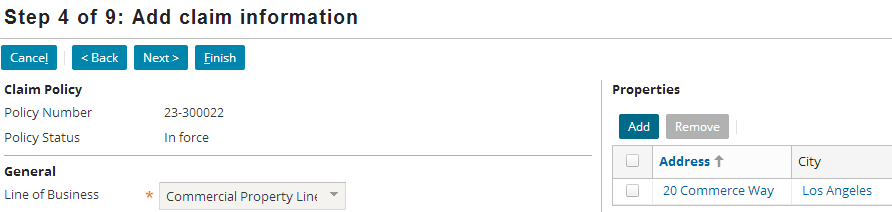 Step 4 of 9: Add claim information
Cancel < Back Next > Finish
Claim Policy
Policy Number 23-300022
Policy Status In force
General
Line of Business * Commercial Property Line
Properties
Add Remove
Address ↑ City
20 Commerce Way Los Angeles